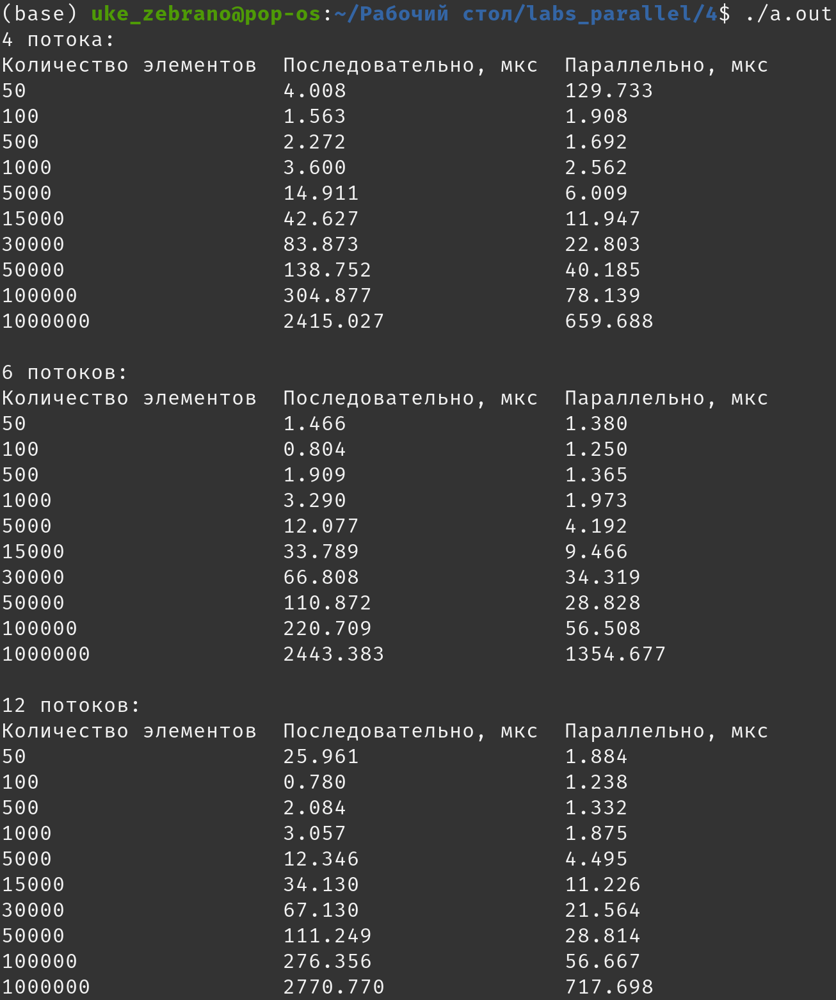 (base) uke_zebrano@pop-os:~/Рабочий стол/labs_parallel/4$ ./a.out
4 потока:
Количество элементов  Последовательно, мкс  Параллельно, мкс
50                    4.008                 129.733
100                   1.563                 1.908
500                   2.272                 1.692
1000                  3.600                 2.562
5000                  14.911                6.009
15000                 42.627                11.947
30000                 83.873                22.803
50000                 138.752               40.185
100000                304.877               78.139
1000000               2415.027              659.688

6 потоков:
Количество элементов  Последовательно, мкс  Параллельно, мкс
50                    1.466                 1.380
100                   0.804                 1.250
500                   1.909                 1.365
1000                  3.290                 1.973
5000                  12.077                4.192
15000                 33.789                9.466
30000                 66.808                34.319
50000                 110.872               28.828
100000                220.709               56.508
1000000               2443.383              1354.677

12 потоков:
Количество элементов  Последовательно, мкс  Параллельно, мкс
50                    25.961                1.884
100                   0.780                 1.238
500                   2.084                 1.332
1000                  3.057                 1.875
5000                  12.346                4.495
15000                 34.130                11.226
30000                 67.130                21.564
50000                 111.249               28.814
100000                276.356               56.667
1000000               2770.770              717.698